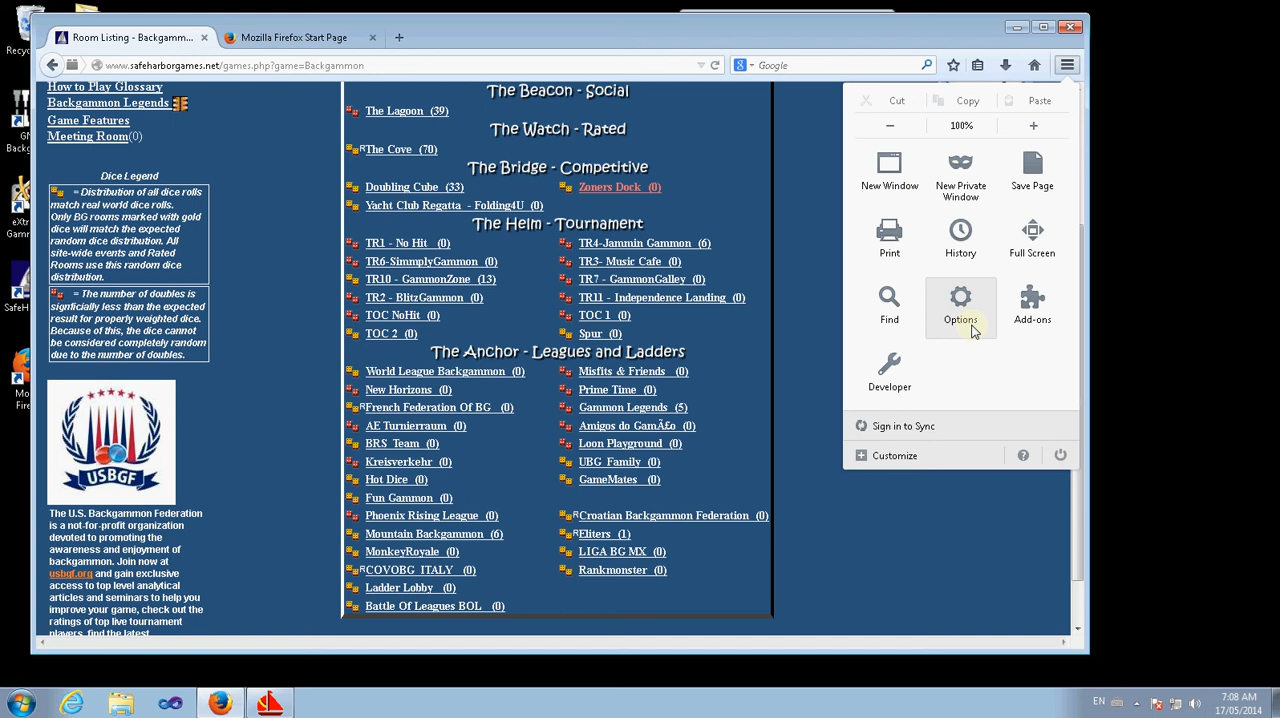 Recyc
Room Listing - Backgamm...
Mozilla Firefox Start Page
www.safeharborgames.net/games.php?game=Backgammon
Google
How to Play Glossary
Backgammon Legends
Game Features
Meeting Room(0)
Dice Legend
= Distribution of all dice rolls
match real world dice rolls.
Only BG rooms marked with gold
dice will match the expected
random dice distribution. All
site-wide events and Rated
Rooms use this random dice
distribution.
= The number of doubles is
signficially less than the expected
result for properly weighted dice.
Because of this, the dice cannot
be considered completely random
due to the number of doubles.
USBGF
The U.S. Backgammon Federation
is a not-for-profit organization
devoted to promoting the
awareness and enjoyment of
backgammon. Join now at
usbgf.org and gain exclusive
access to top level analytical
articles and seminars to help you
improve your game, check out the
ratings of top live tournament
players, find the latest
The Beacon - Social
The Lagoon (39)
The Watch - Rated
RThe Cove (70)
The Bridge - Competitive
Doubling Cube (33)
Zoners Dock (0)
Yacht Club Regatta - Folding4U (0)
The Helm - Tournament
TR1 - No Hit (0)
TR4-Jammin Gammon (6)
TR6-SimmplyGammon (0)
TR3- Music Cafe (0)
TR10 - GammonZone (13)
TR7 - GammonGalley (0)
TR2 - BlitzGammon (0)
TR11 - Independence Landing (0)
TOC NoHit (0)
TOC 1 (0)
TOC 2 (0)
Spur (0)
The Anchor - Leagues and Ladders
World League Backgammon (0)
Misfits & Friends (0)
New Horizons (0)
Prime Time (0)
RFrench Federation Of BG (0)
Gammon Legends (5)
AE Turnierraum (0)
Amigos do GamÃ£o (0)
BRS Team (0)
Loon Playground (0)
Kreisverkehr (0)
UBG Family (0)
Hot Dice (0)
GameMates (0)
Fun Gammon (0)
Phoenix Rising League (0)
RCroatian Backgammon Federation (0)
Mountain Backgammon (6)
REliters (1)
MonkeyRoyale (0)
LIGA BG MX (0)
RCOVOBG ITALY (0)
Rankmonster (0)
Ladder Lobby (0)
Battle Of Leagues BOL (0)
Cut
Copy
Paste
100%
New Window
New Private
Window
Save Page
Print
History
Full Screen
Find
Options
Add-ons
Developer
Sign in to Sync
Customize
GN
eXtr
Gamm
SafeH
Mo
Fire
EN
7:08 AM
17/05/2014